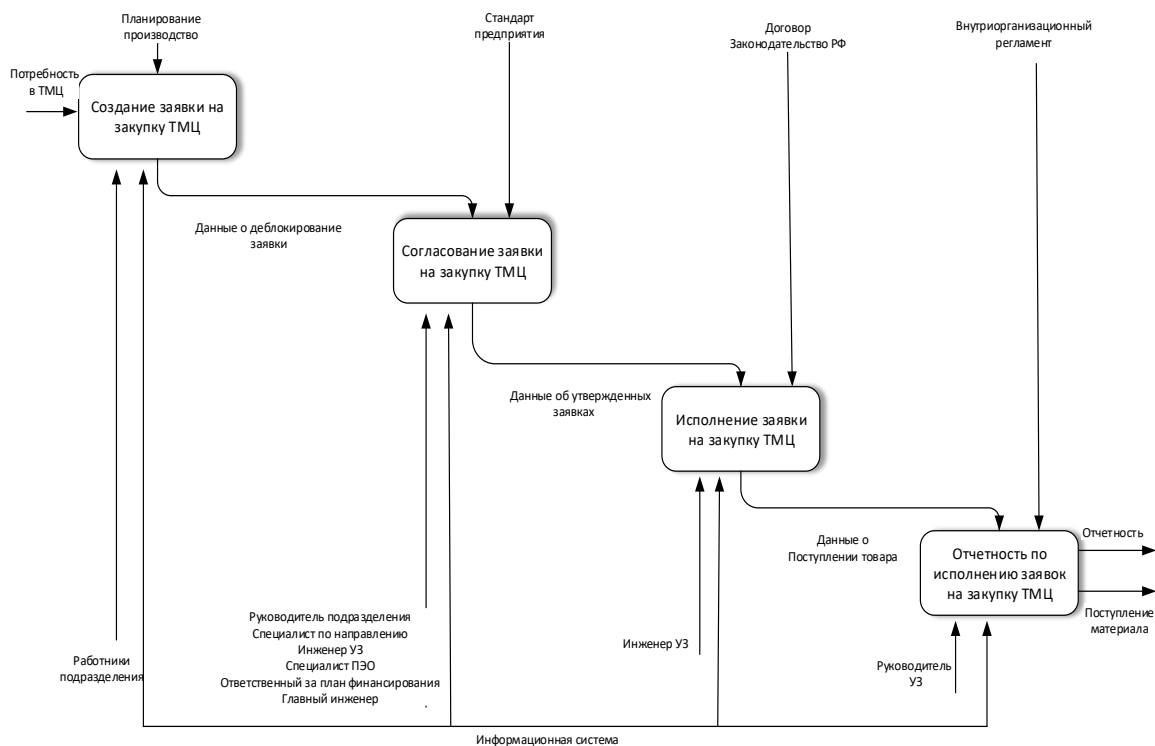 Планирование
производство
Стандарт
предприятия
Договор
Законодательство РФ
Внутриорганизационный
регламент
Потребность
в ТМЦ
Создание заявки на
закупку ТМЦ
Данные о деблокирование
заявки
Согласование заявки
на закупку ТМЦ
Данные об утвержденных
заявках
Исполнение заявки
на закупку ТМЦ
Данные о
Поступлении товара
Отчетность по
исполнению заявок
на закупку ТМЦ
Отчетность
Поступление
материала
Работники
подразделения
Руководитель подразделения
Специалист по направлению
Инженер УЗ
Специалист ПЭО
Ответственный за план финансирования
Главный инженер
Инженер УЗ
Руководитель
УЗ
Информационная система